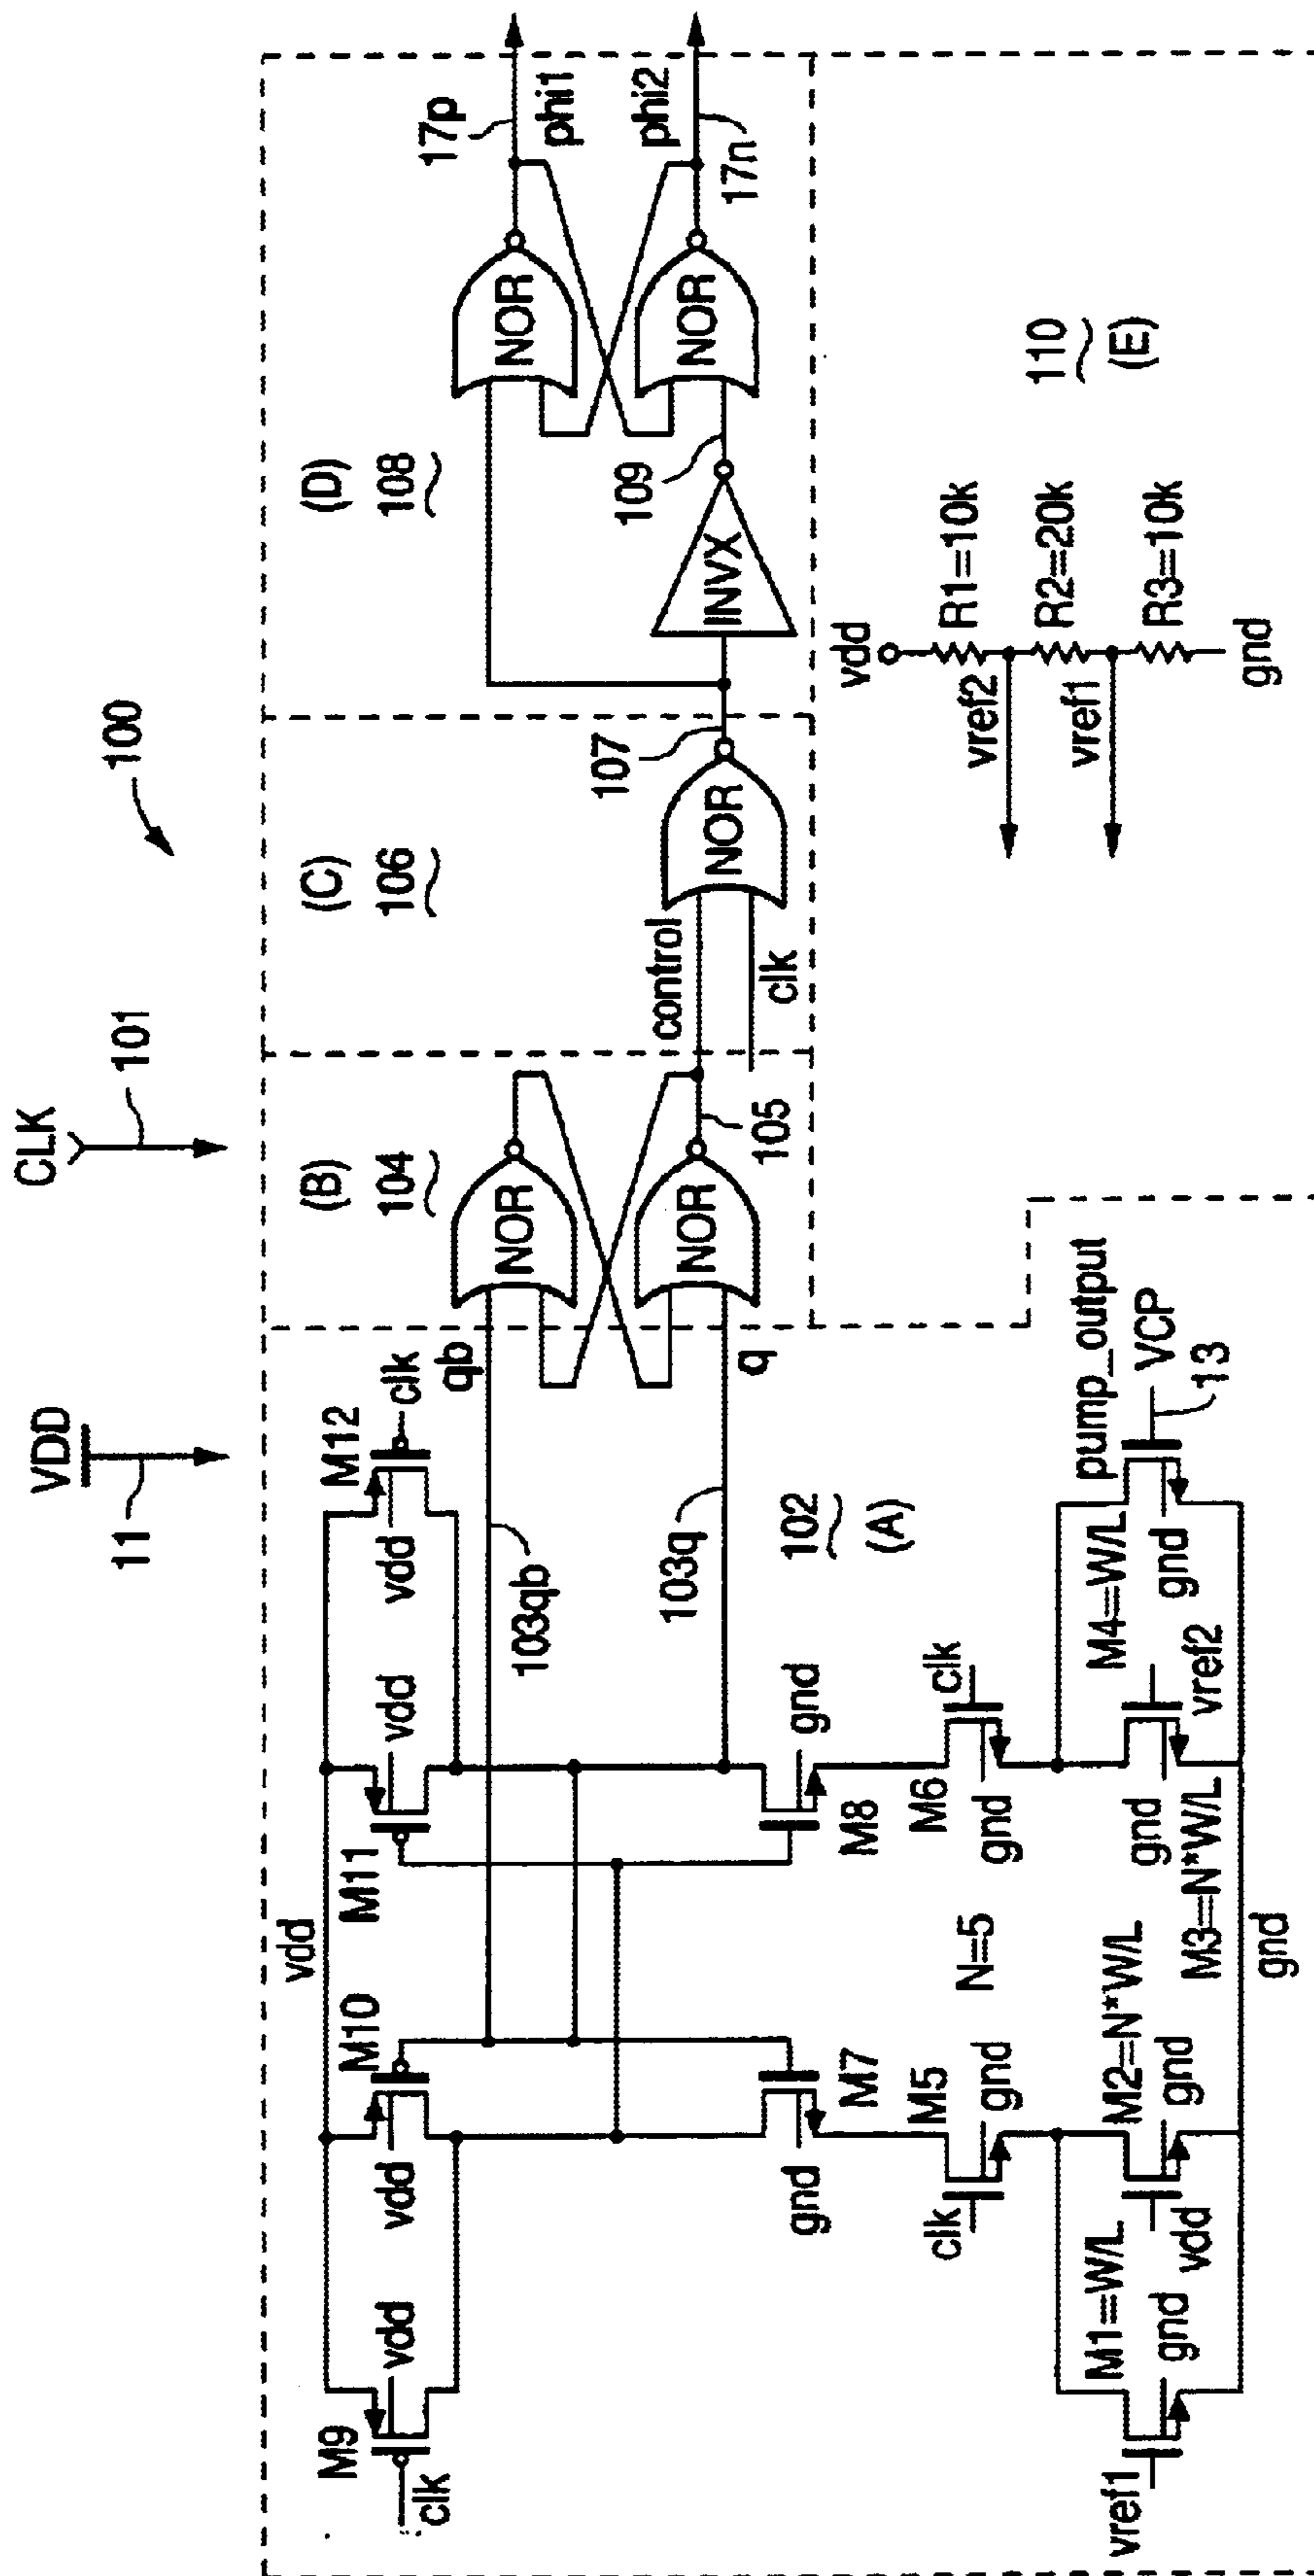 100
VDD
11
CLK
101
vdd
M9
clk
vdd
M10
vdd
M11
vdd
M12
vdd
clk
qb
103qb
q
103q
(B)
104
NOR
NOR
105
(C)
106
control
clk
NOR
107
(D)
108
INVX
109
NOR
NOR
17p
phi1
phi2
17n
M7
gnd
M8
gnd
102
(A)
M5
clk
gnd
N=5
M6
clk
gnd
vref1
M1=W/L
gnd
vdd
M2=N*W/L
gnd
gnd
M3=N*W/L
vref2
M4=W/L
gnd
pump_output
VCP
13
gnd
vdd
R1=10k
vref2
R2=20k
vref1
R3=10k
gnd
110
(E)